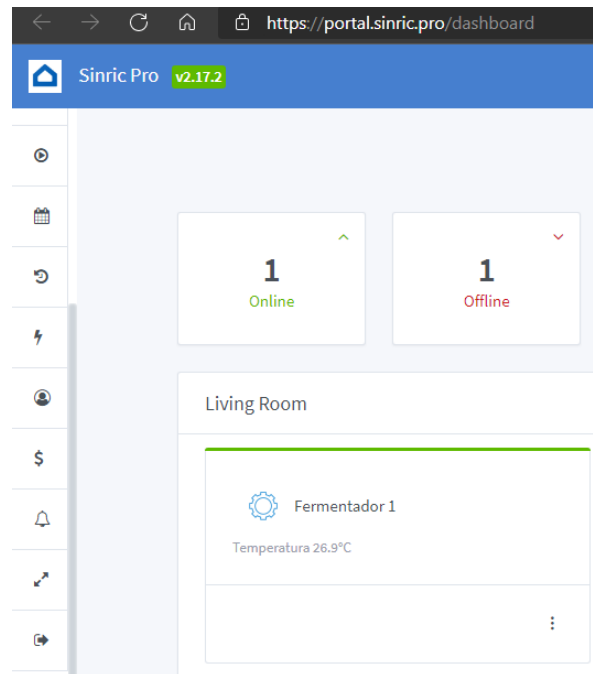 https://portal.sinric.pro/dashboard
Sinric Pro v2.17.2
1
Online
1
Offline
Living Room
Fermentador 1
Temperatura 26.9°C